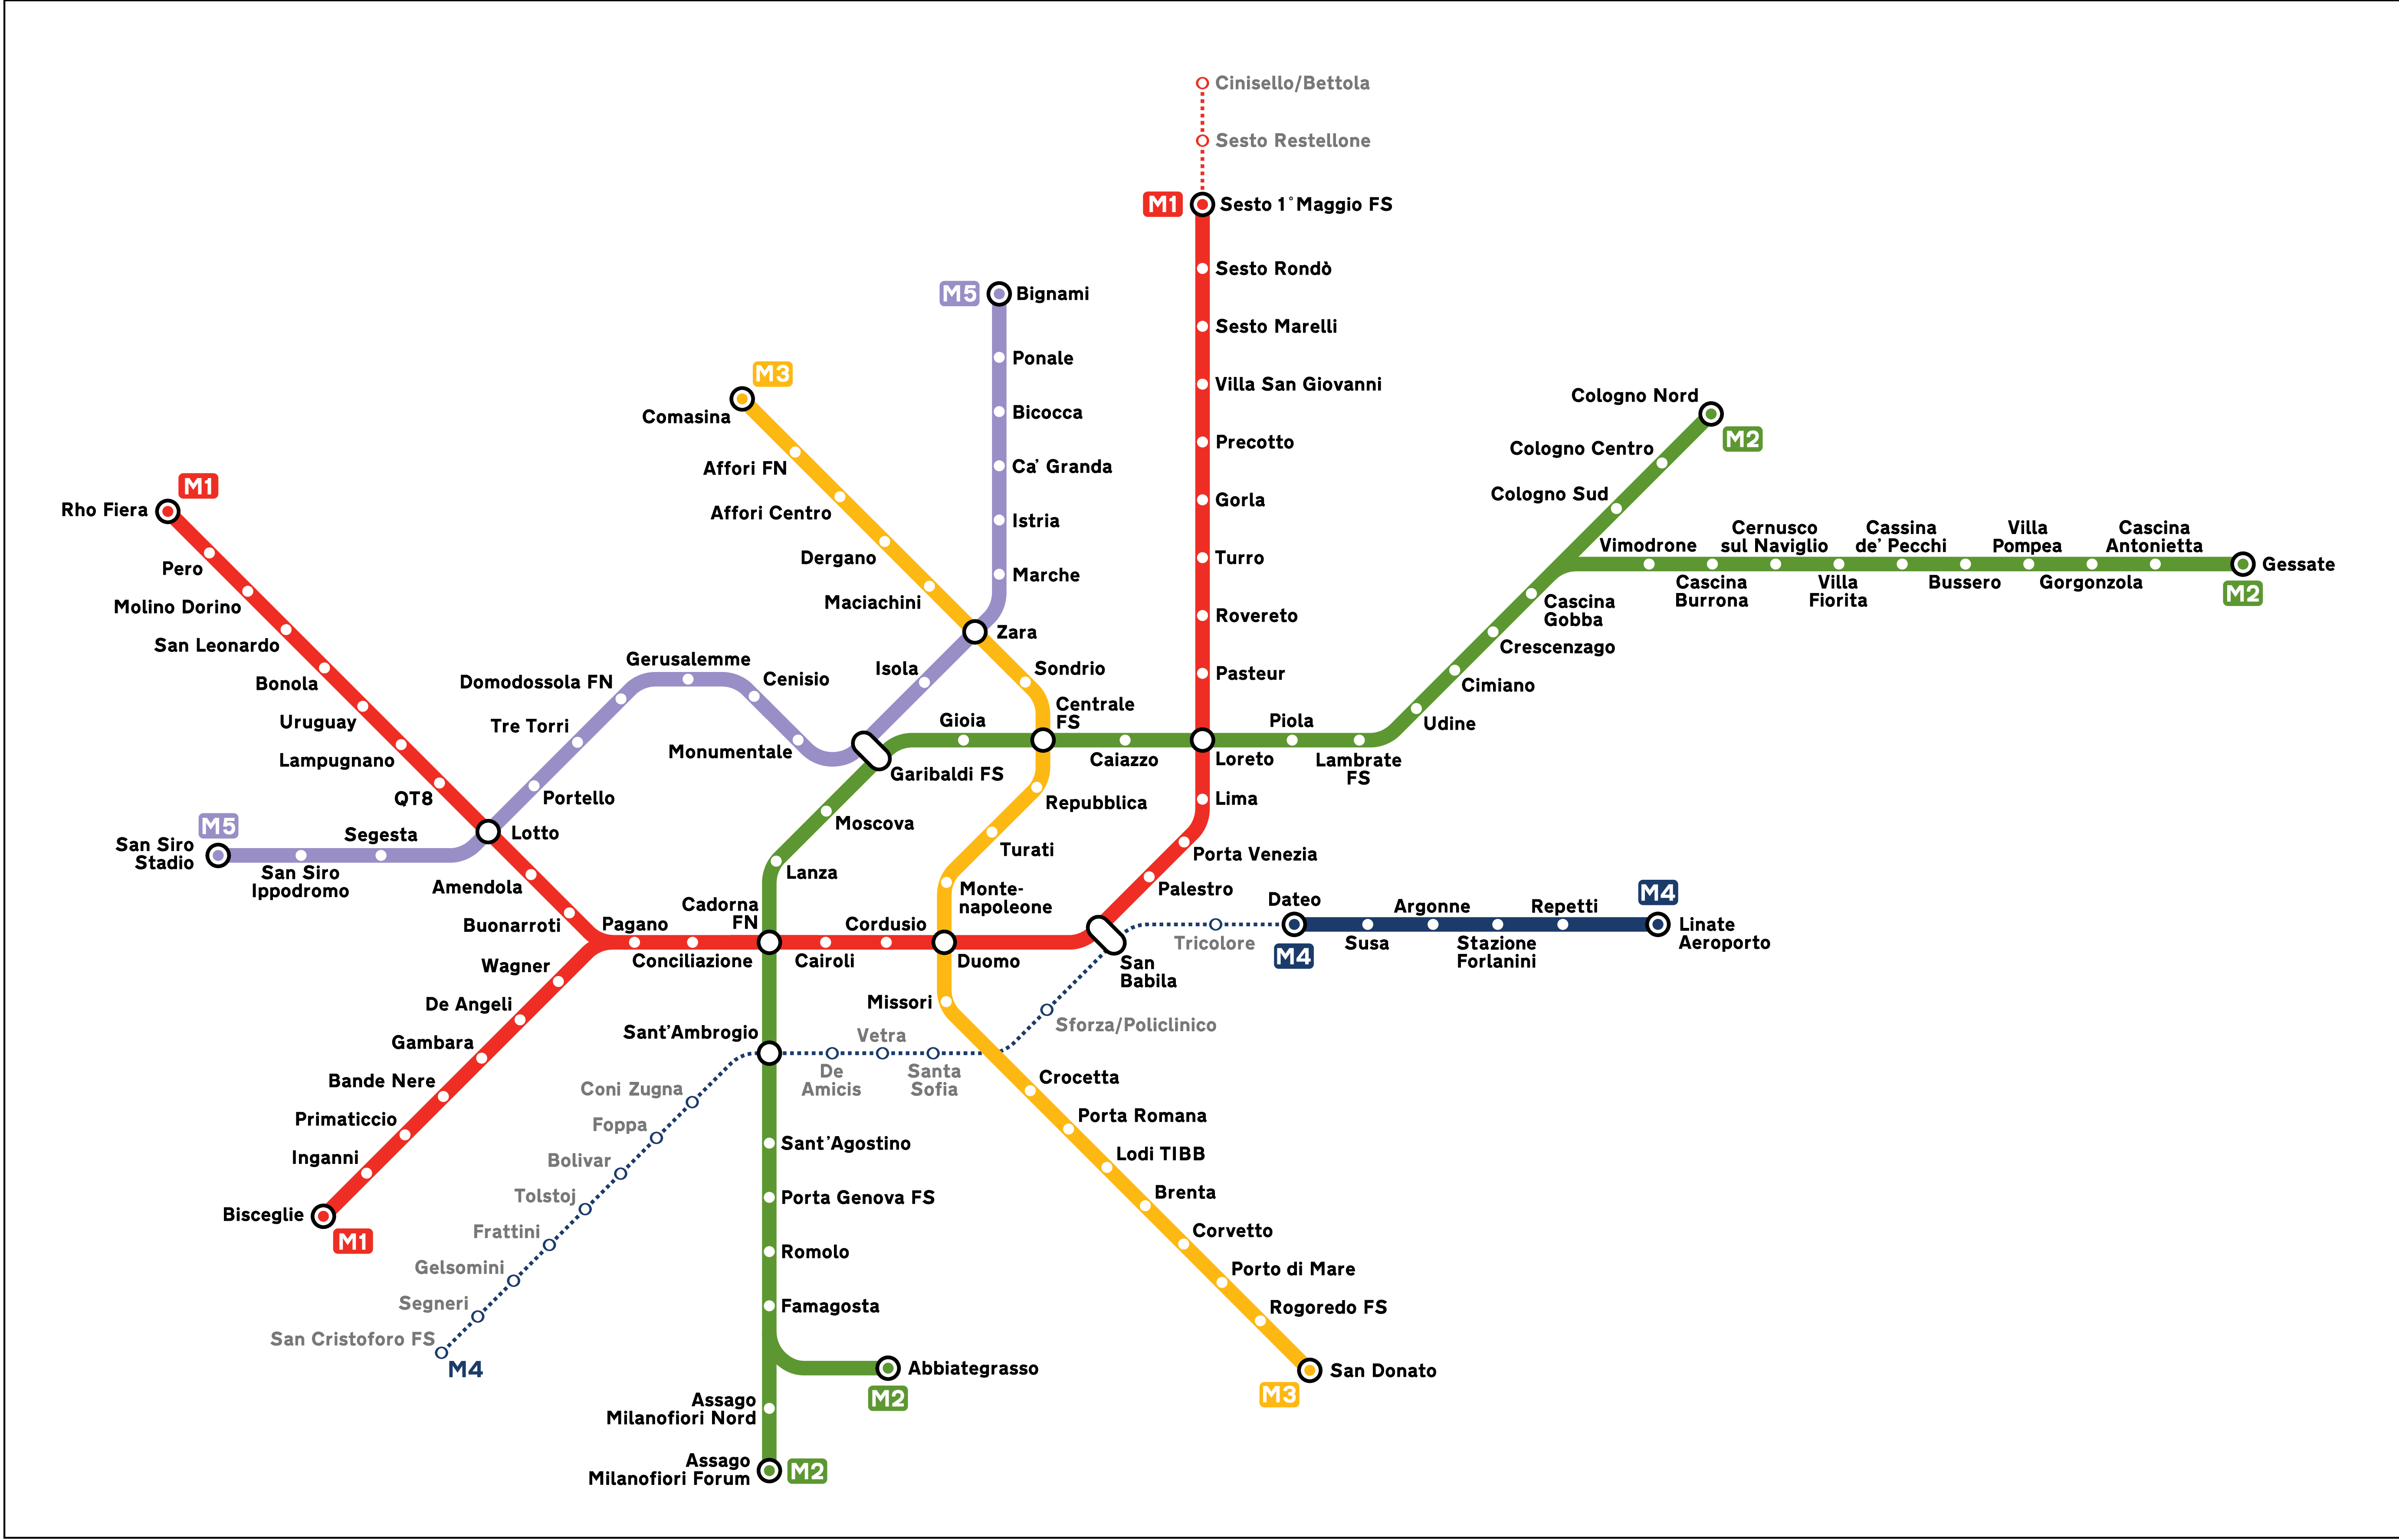 Cinisello/Bettola
Sesto Restellone
M1
Sesto 1°Maggio FS
Sesto Rondò
Sesto Marelli
Villa San Giovanni
Precotto
Gorla
Turro
Rovereto
Pasteur
Loreto
Lima
Porta Venezia
Palestro
San
Babila
M5
Bignami
Ponale
Bicocca
Ca' Granda
Istria
Marche
Zara
Isola
M3
Comasina
Affori FN
Affori Centro
Dergano
Maciachini
Sondrio
Centrale
FS
Repubblica
Turati
Monte-
napoleone
Duomo
Missori
Crocetta
Porta Romana
Lodi TIBB
Brenta
Corvetto
Porto di Mare
Rogoredo FS
San Donato
M3
M1
Rho Fiera
Pero
Molino Dorino
San Leonardo
Bonola
Uruguay
Lampugnano
QT8
Lotto
Amendola
Buonarroti
Pagano
Conciliazione
Cadorna
FN
Cairoli
Cordusio
Wagner
De Angeli
Gambara
Bande Nere
Primaticcio
Inganni
Bisceglie
M1
M5
San Siro
Stadio
San Siro
Ippodromo
Segesta
Portello
Tre Torri
Domodossola FN
Gerusalemme
Cenisio
Monumentale
Garibaldi FS
Gioia
Caiazzo
Piola
Lambrate
FS
Udine
Cimiano
Crescenzago
Cascina
Gobba
Cologno Sud
Cologno Centro
Cologno Nord
M2
Vimodrone
Cascina
Burrona
Cernusco
sul Naviglio
Villa
Fiorita
Cassina
de' Pecchi
Bussero
Villa
Pompea
Gorgonzola
Cascina
Antonietta
Gessate
M2
Moscova
Lanza
Sant'Ambrogio
Sant'Agostino
Porta Genova FS
Romolo
Famagosta
Abbiategrasso
M2
Assago
Milanofiori Nord
Assago
Milanofiori Forum
M2
Tricolore
Dateo
M4
Susa
Argonne
Stazione
Forlanini
Repetti
M4
Linate
Aeroporto
Sforza/Policlinico
Santa
Sofia
Vetra
De
Amicis
Coni Zugna
Foppa
Bolivar
Tolstoj
Frattini
Gelsomini
Segneri
San Cristoforo FS
M4